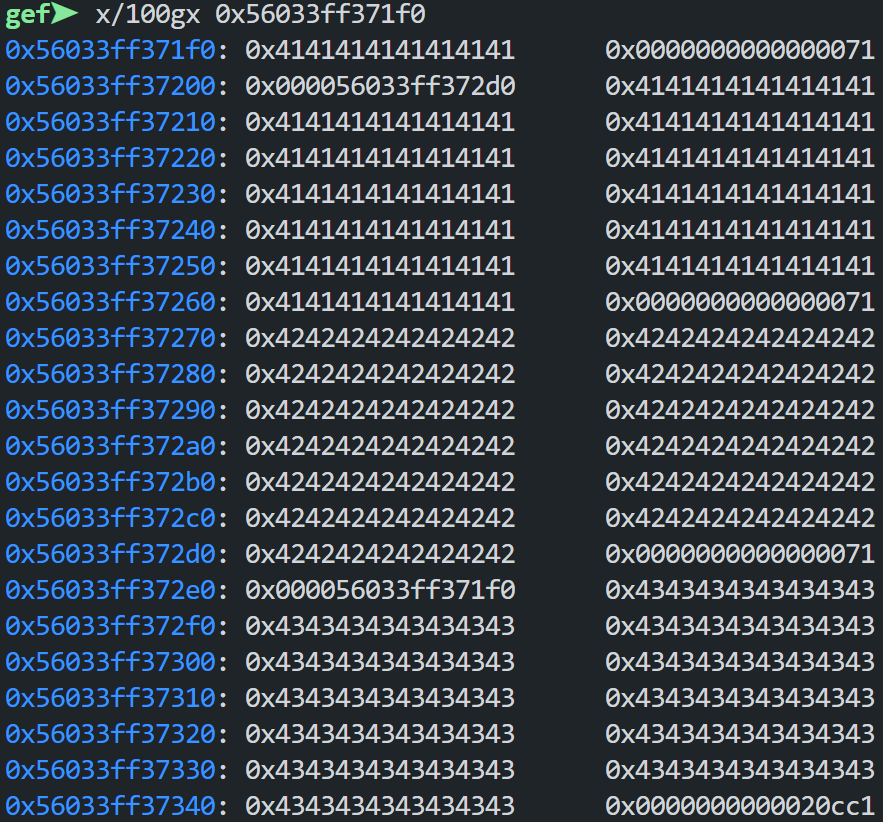 gef➤ x/100gx 0x56033ff371f0
0x56033ff371f0: 0x4141414141414141 0x0000000000000071
0x56033ff37200: 0x000056033ff372d0 0x4141414141414141
0x56033ff37210: 0x4141414141414141 0x4141414141414141
0x56033ff37220: 0x4141414141414141 0x4141414141414141
0x56033ff37230: 0x4141414141414141 0x4141414141414141
0x56033ff37240: 0x4141414141414141 0x4141414141414141
0x56033ff37250: 0x4141414141414141 0x4141414141414141
0x56033ff37260: 0x4141414141414141 0x0000000000000071
0x56033ff37270: 0x4242424242424242 0x4242424242424242
0x56033ff37280: 0x4242424242424242 0x4242424242424242
0x56033ff37290: 0x4242424242424242 0x4242424242424242
0x56033ff372a0: 0x4242424242424242 0x4242424242424242
0x56033ff372b0: 0x4242424242424242 0x4242424242424242
0x56033ff372c0: 0x4242424242424242 0x4242424242424242
0x56033ff372d0: 0x4242424242424242 0x0000000000000071
0x56033ff372e0: 0x000056033ff371f0 0x4343434343434343
0x56033ff372f0: 0x4343434343434343 0x4343434343434343
0x56033ff37300: 0x4343434343434343 0x4343434343434343
0x56033ff37310: 0x4343434343434343 0x4343434343434343
0x56033ff37320: 0x4343434343434343 0x4343434343434343
0x56033ff37330: 0x4343434343434343 0x4343434343434343
0x56033ff37340: 0x4343434343434343 0x0000000000020cc1